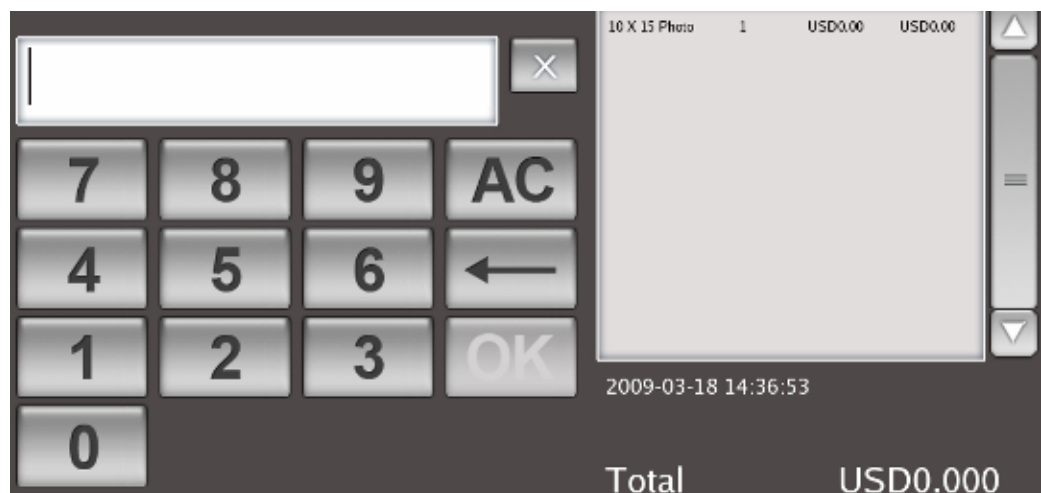 X
7 8 9 AC
4 5 6 ←
1 2 3 OK
0
10 X 15 Photo 1 USD0.00 USD0.00
2009-03-18 14:36:53
Total USD0.000